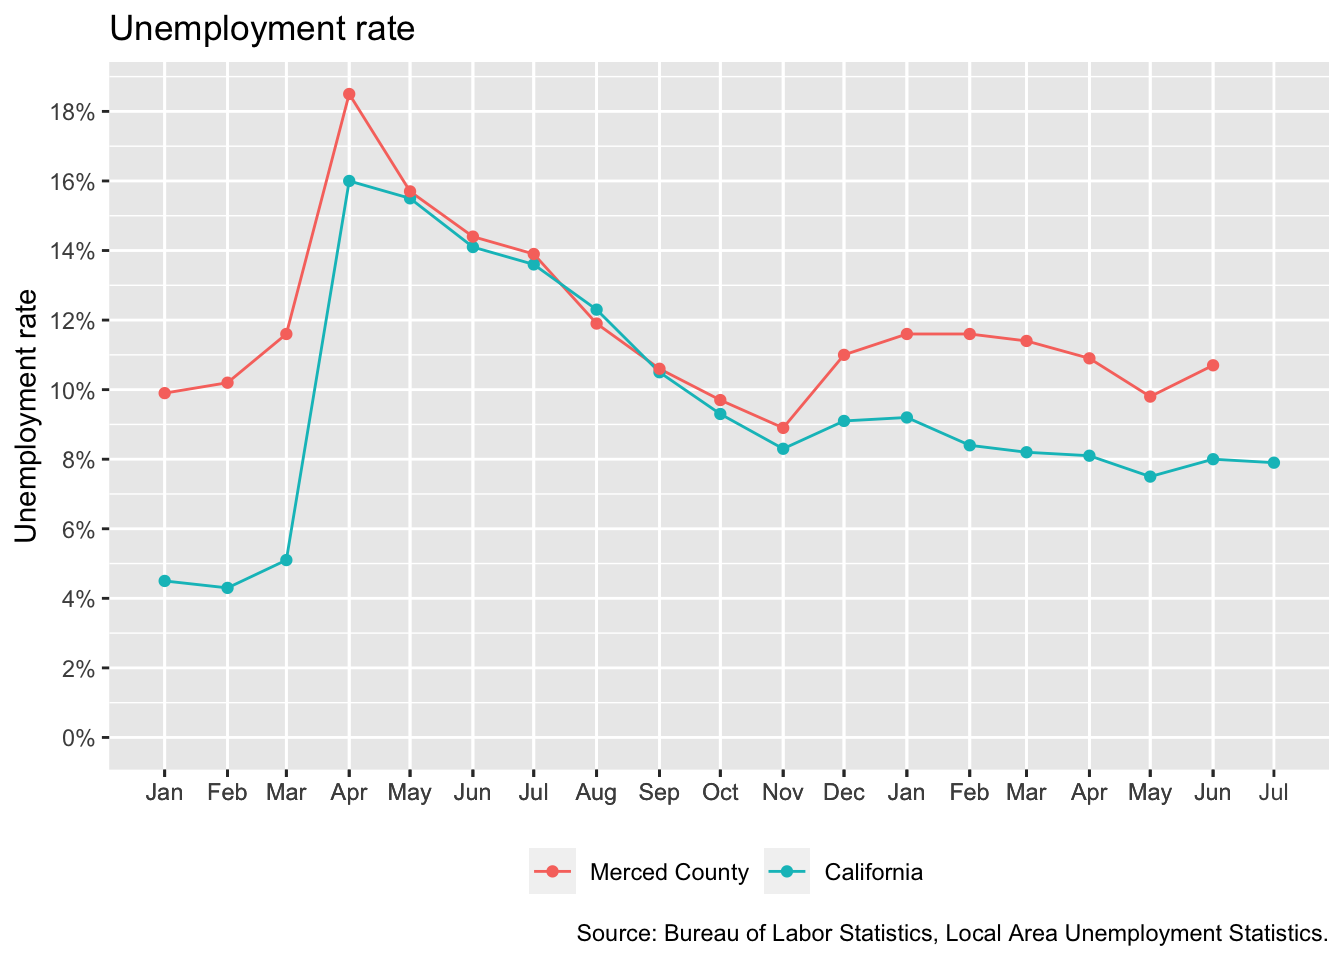 Unemployment rate
Unemployment rate
18%
16%
14%
12%
10%
8%
6%
4%
2%
0%
Jan Feb Mar Apr May Jun Jul Aug Sep Oct Nov Dec Jan Feb Mar Apr May Jun Jul
Merced County California
Source: Bureau of Labor Statistics, Local Area Unemployment Statistics.